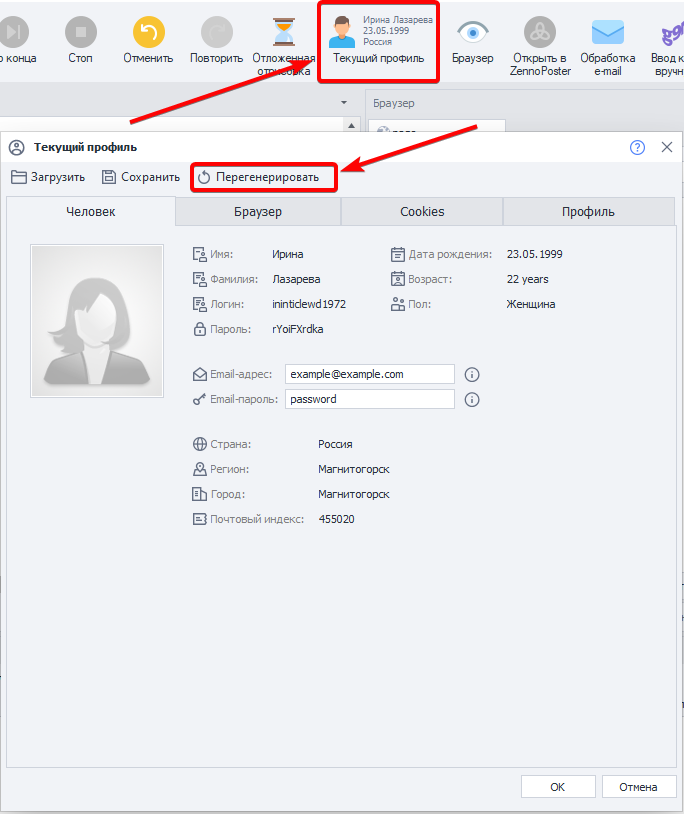 Ирина Лазарева
23.05.1999
Россия
о конца
Стоп
Отменить
Повторить
Отложенная
отрисовка
Текущий профиль
Браузер
Открыть в
ZennoPoster
Обработка
e-mail
Ввод к
вручн
Браузер
Текущий профиль
Загрузить
Сохранить
Перегенерировать
Человек
Браузер
Cookies
Профиль
Имя: Ирина
Дата рождения: 23.05.1999
Фамилия: Лазарева
Возраст: 22 years
Логин: ininticlewd1972
Пол: Женщина
Пароль: rYoiFXrdka
Email-адрес: example@example.com
Email-пароль: password
Страна: Россия
Регион: Магнитогорск
Город: Магнитогорск
Почтовый индекс: 455020
OK
Отмена